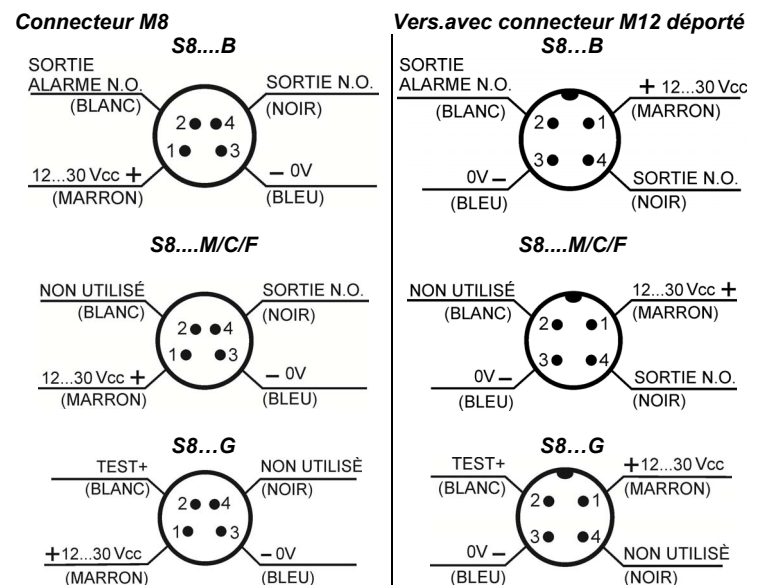 Connecteur M8
S8....B
SORTIE
ALARME N.O.
(BLANC)
SORTIE N.O.
(NOIR)
2 4
1 3
12...30 Vcc +
(MARRON)
– 0V
(BLEU)
S8....M/C/F
NON UTILISÉ
(BLANC)
SORTIE N.O.
(NOIR)
2 4
1 3
12...30 Vcc +
(MARRON)
– 0V
(BLEU)
S8...G
TEST+
(BLANC)
NON UTILISÈ
(NOIR)
2 4
1 3
+12...30 Vcc
(MARRON)
– 0V
(BLEU)
Vers.avec connecteur M12 déporté
S8...B
SORTIE
ALARME N.O.
(BLANC)
+ 12...30 Vcc
(MARRON)
2 1
3 4
0V –
(BLEU)
SORTIE N.O.
(NOIR)
S8....M/C/F
NON UTILISÉ
(BLANC)
12...30 Vcc +
(MARRON)
2 1
3 4
0V –
(BLEU)
SORTIE N.O.
(NOIR)
S8...G
TEST+
(BLANC)
+12...30 Vcc
(MARRON)
2 1
3 4
0V –
(BLEU)
NON UTILISÈ
(NOIR)